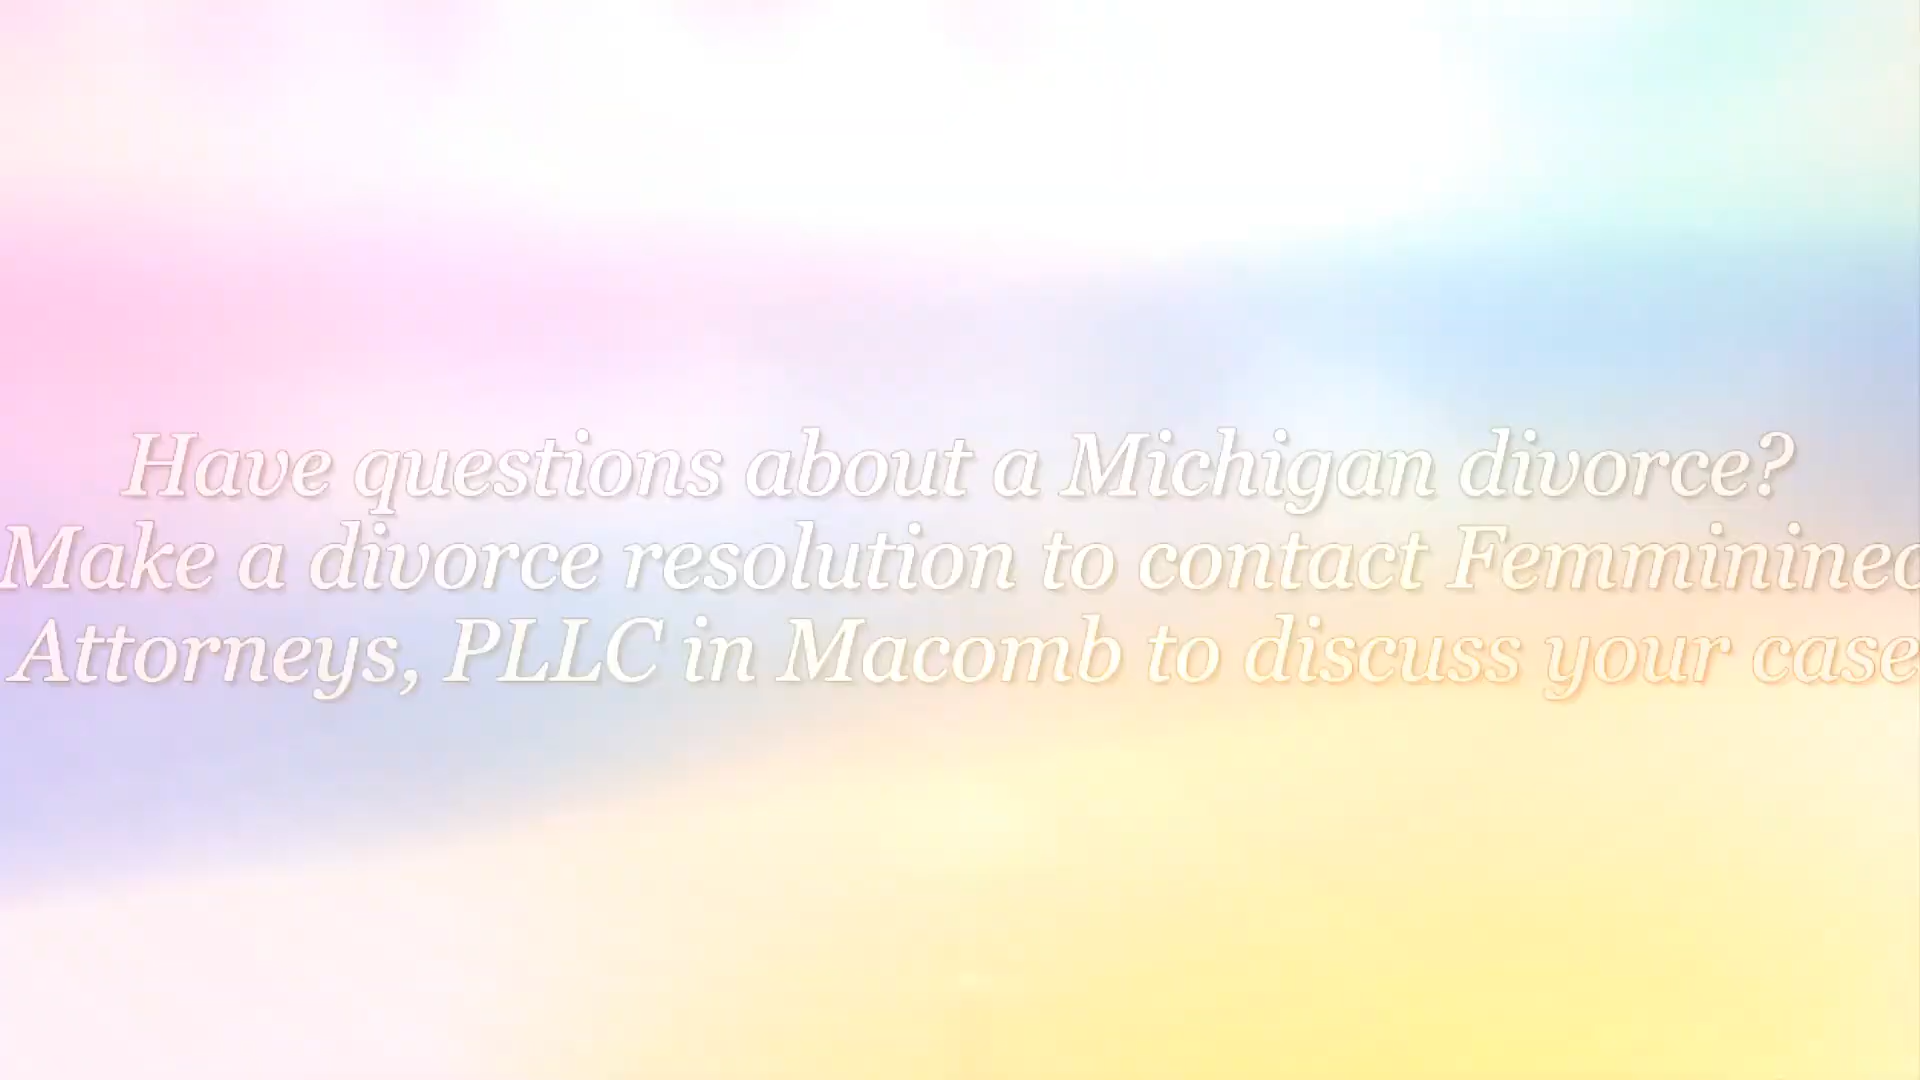 Have questions about a Michigan divorce?
Make a divorce resolution to contact Femminineo
Attorneys, PLLC in Macomb to discuss your case